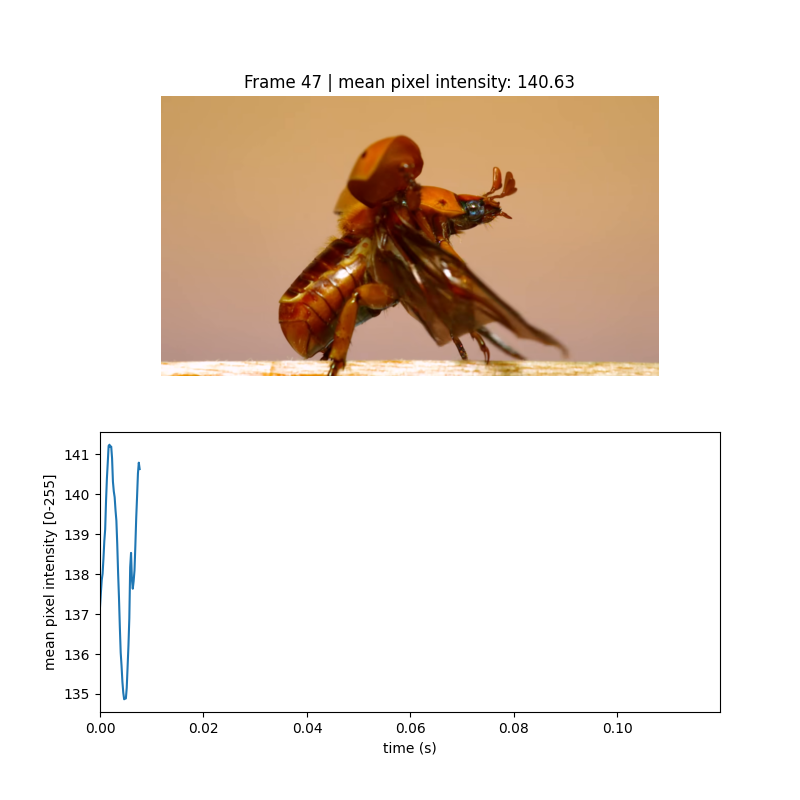 Frame 47 | mean pixel intensity: 140.63
141
140
139
138
137
136
135
mean pixel intensity [0-255]
0.00 0.02 0.04 0.06 0.08 0.10
time (s)